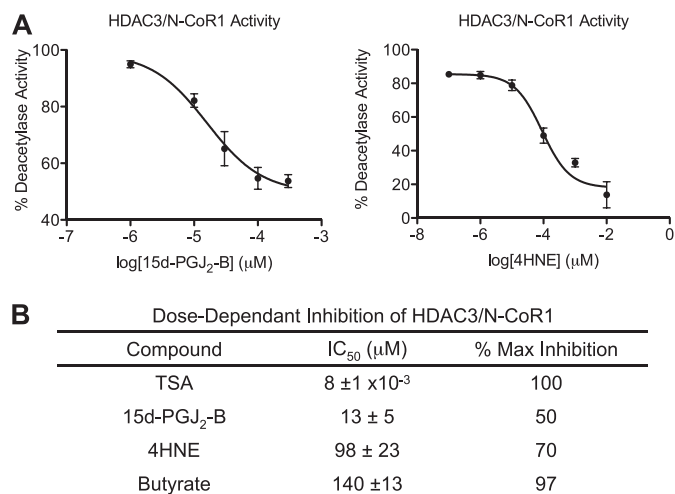 A
HDAC3/N-CoR1 Activity
% Deacetylase Activity
100
80
60
40
-7 -6 -5 -4 -3
log[15d-PGJ₂-B] (μM)
HDAC3/N-CoR1 Activity
% Deacetylase Activity
100
80
60
40
20
0
-8 -6 -4 -2 0
log[4HNE] (μM)
B
Dose-Dependant Inhibition of HDAC3/N-CoR1
Compound IC₅₀ (μM) % Max Inhibition
TSA 8 ±1 x10⁻³ 100
15d-PGJ₂-B 13 ± 5 50
4HNE 98 ± 23 70
Butyrate 140 ±13 97